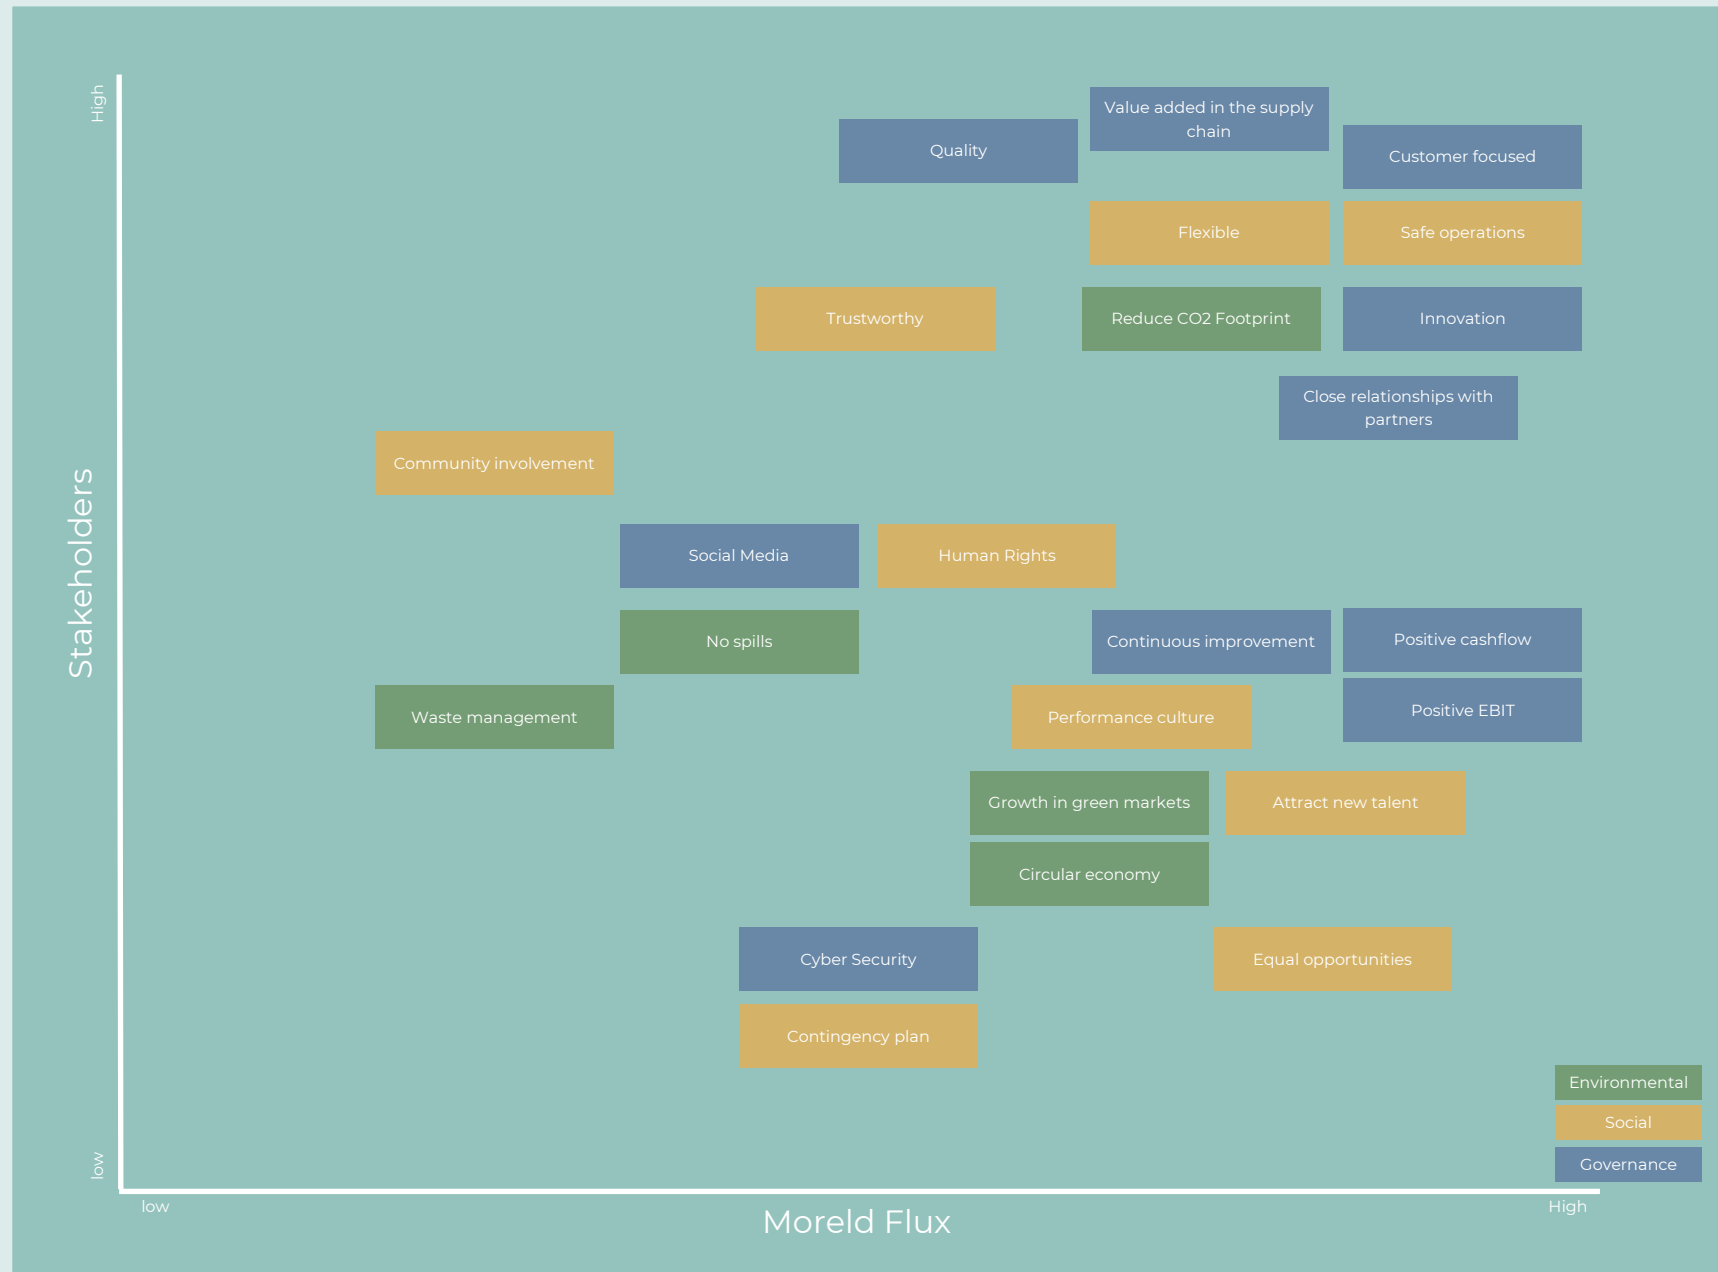 High
Value added in the supply
chain
Quality
Customer focused
Flexible
Safe operations
Trustworthy
Reduce CO2 Footprint
Innovation
Close relationships with
partners
Community involvement
Stakeholders
Social Media
Human Rights
No spills
Continuous improvement
Positive cashflow
Waste management
Performance culture
Positive EBIT
Growth in green markets
Attract new talent
Circular economy
Cyber Security
Equal opportunities
Contingency plan
Environmental
Social
Governance
low
low
High
Moreld Flux